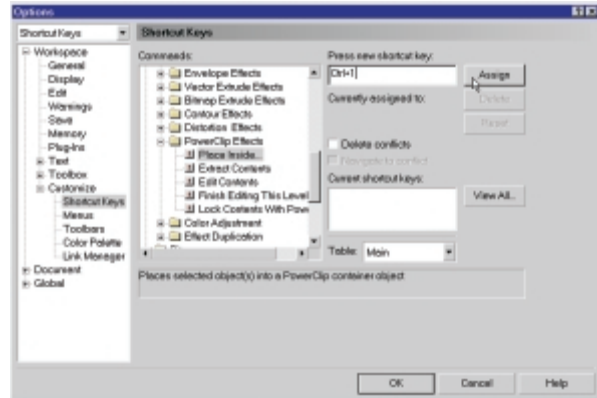 Options
Shortcut Keys
Workspace
General
Display
Edit
Warnings
Save
Memory
Plug-Ins
Text
Toolbox
Customize
Shortcut Keys
Menus
Toolbars
Color Palette
Link Manager
Document
Global
Shortcut Keys
Commands:
Envelope Effects
Vector Extrude Effects
Bitmap Extrude Effects
Contour Effects
Distortion Effects
PowerClip Effects
Place Inside...
Extract Contents
Edit Contents
Finish Editing This Level
Lock Contents With Powe
Color Adjustment
Effect Duplication
Press new shortcut key:
Ctrl+1
Assign
Currently assigned to:
Delete
Reset
Delete conflicts
Navigate to conflict
Current shortcut keys:
View All...
Table: Main
Places selected object(s) into a PowerClip container object
OK Cancel Help